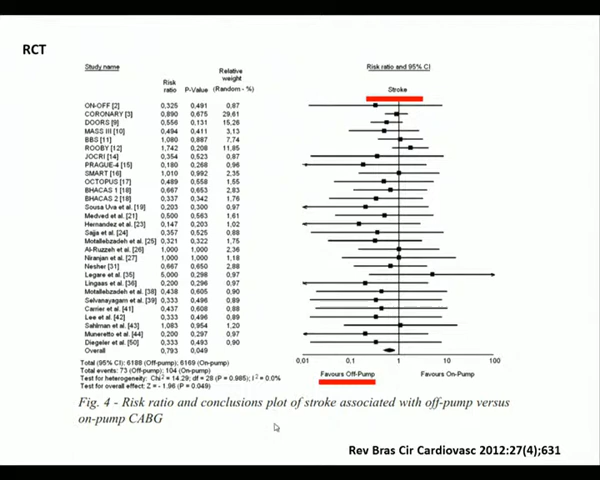 RCT
Study name
Risk ratio and 95% CI
Risk ratio P-Value Relative weight (Random - %)
Stroke
ON-OFF [2] 0,325 0,491 0,87
CORONARY [3] 0,890 0,675 29,61
DOORS [9] 0,556 0,131 15,26
MASS III [10] 0,494 0,411 3,13
BBS [11] 1,080 0,887 7,74
ROOBY [12] 1,742 0,208 11,85
JOCRI [14] 0,354 0,523 0,87
PRAGUE-4 [15] 0,180 0,268 0,96
SMART [16] 1,010 0,992 2,35
OCTOPUS [17] 0,489 0,558 1,55
BHACAS 1 [18] 0,667 0,653 2,83
BHACAS 2 [18] 0,337 0,342 1,76
Sousa Uva et al. [19] 0,203 0,300 0,97
Medved et al. [21] 0,500 0,563 1,61
Hernandez et al. [23] 0,147 0,203 1,02
Sajja et al. [24] 0,357 0,525 0,88
Motallebzadeh et al. [25] 0,321 0,322 1,75
Al-Ruzzeh et al. [26] 1,000 1,000 2,36
Niranjan et al. [27] 1,000 1,000 1,18
Nesher [31] 0,667 0,650 2,88
Legare et al. [35] 5,000 0,298 0,97
Lingaas et al. [36] 0,200 0,296 0,97
Motallebzadeh et al. [38] 0,438 0,605 0,90
Selvanayagam et al. [39] 0,333 0,496 0,89
Carrier et al. [41] 0,437 0,608 0,88
Lee et al. [42] 0,333 0,496 0,89
Sahlman et al. [43] 1,083 0,954 1,20
Muneretto et al. [44] 0,200 0,297 0,97
Diegeler et al. [50] 0,333 0,493 0,90
Overall 0,793 0,049
0,01 0,1 1 10 100
Total (95% CI): 6188 (Off-pump) 6169 (On-pump)
Total events: 73 (Off-pump) 104 (On-pump)
Test for heterogeneity: Chi² = 14.29; df = 28 (P = 0.985); I² = 0.0%
Test for overall effect: Z = -1.96 (P = 0.049)
Favours Off-Pump Favours On-Pump
Fig. 4 - Risk ratio and conclusions plot of stroke associated with off-pump versus
on-pump CABG
Rev Bras Cir Cardiovasc 2012:27(4);631